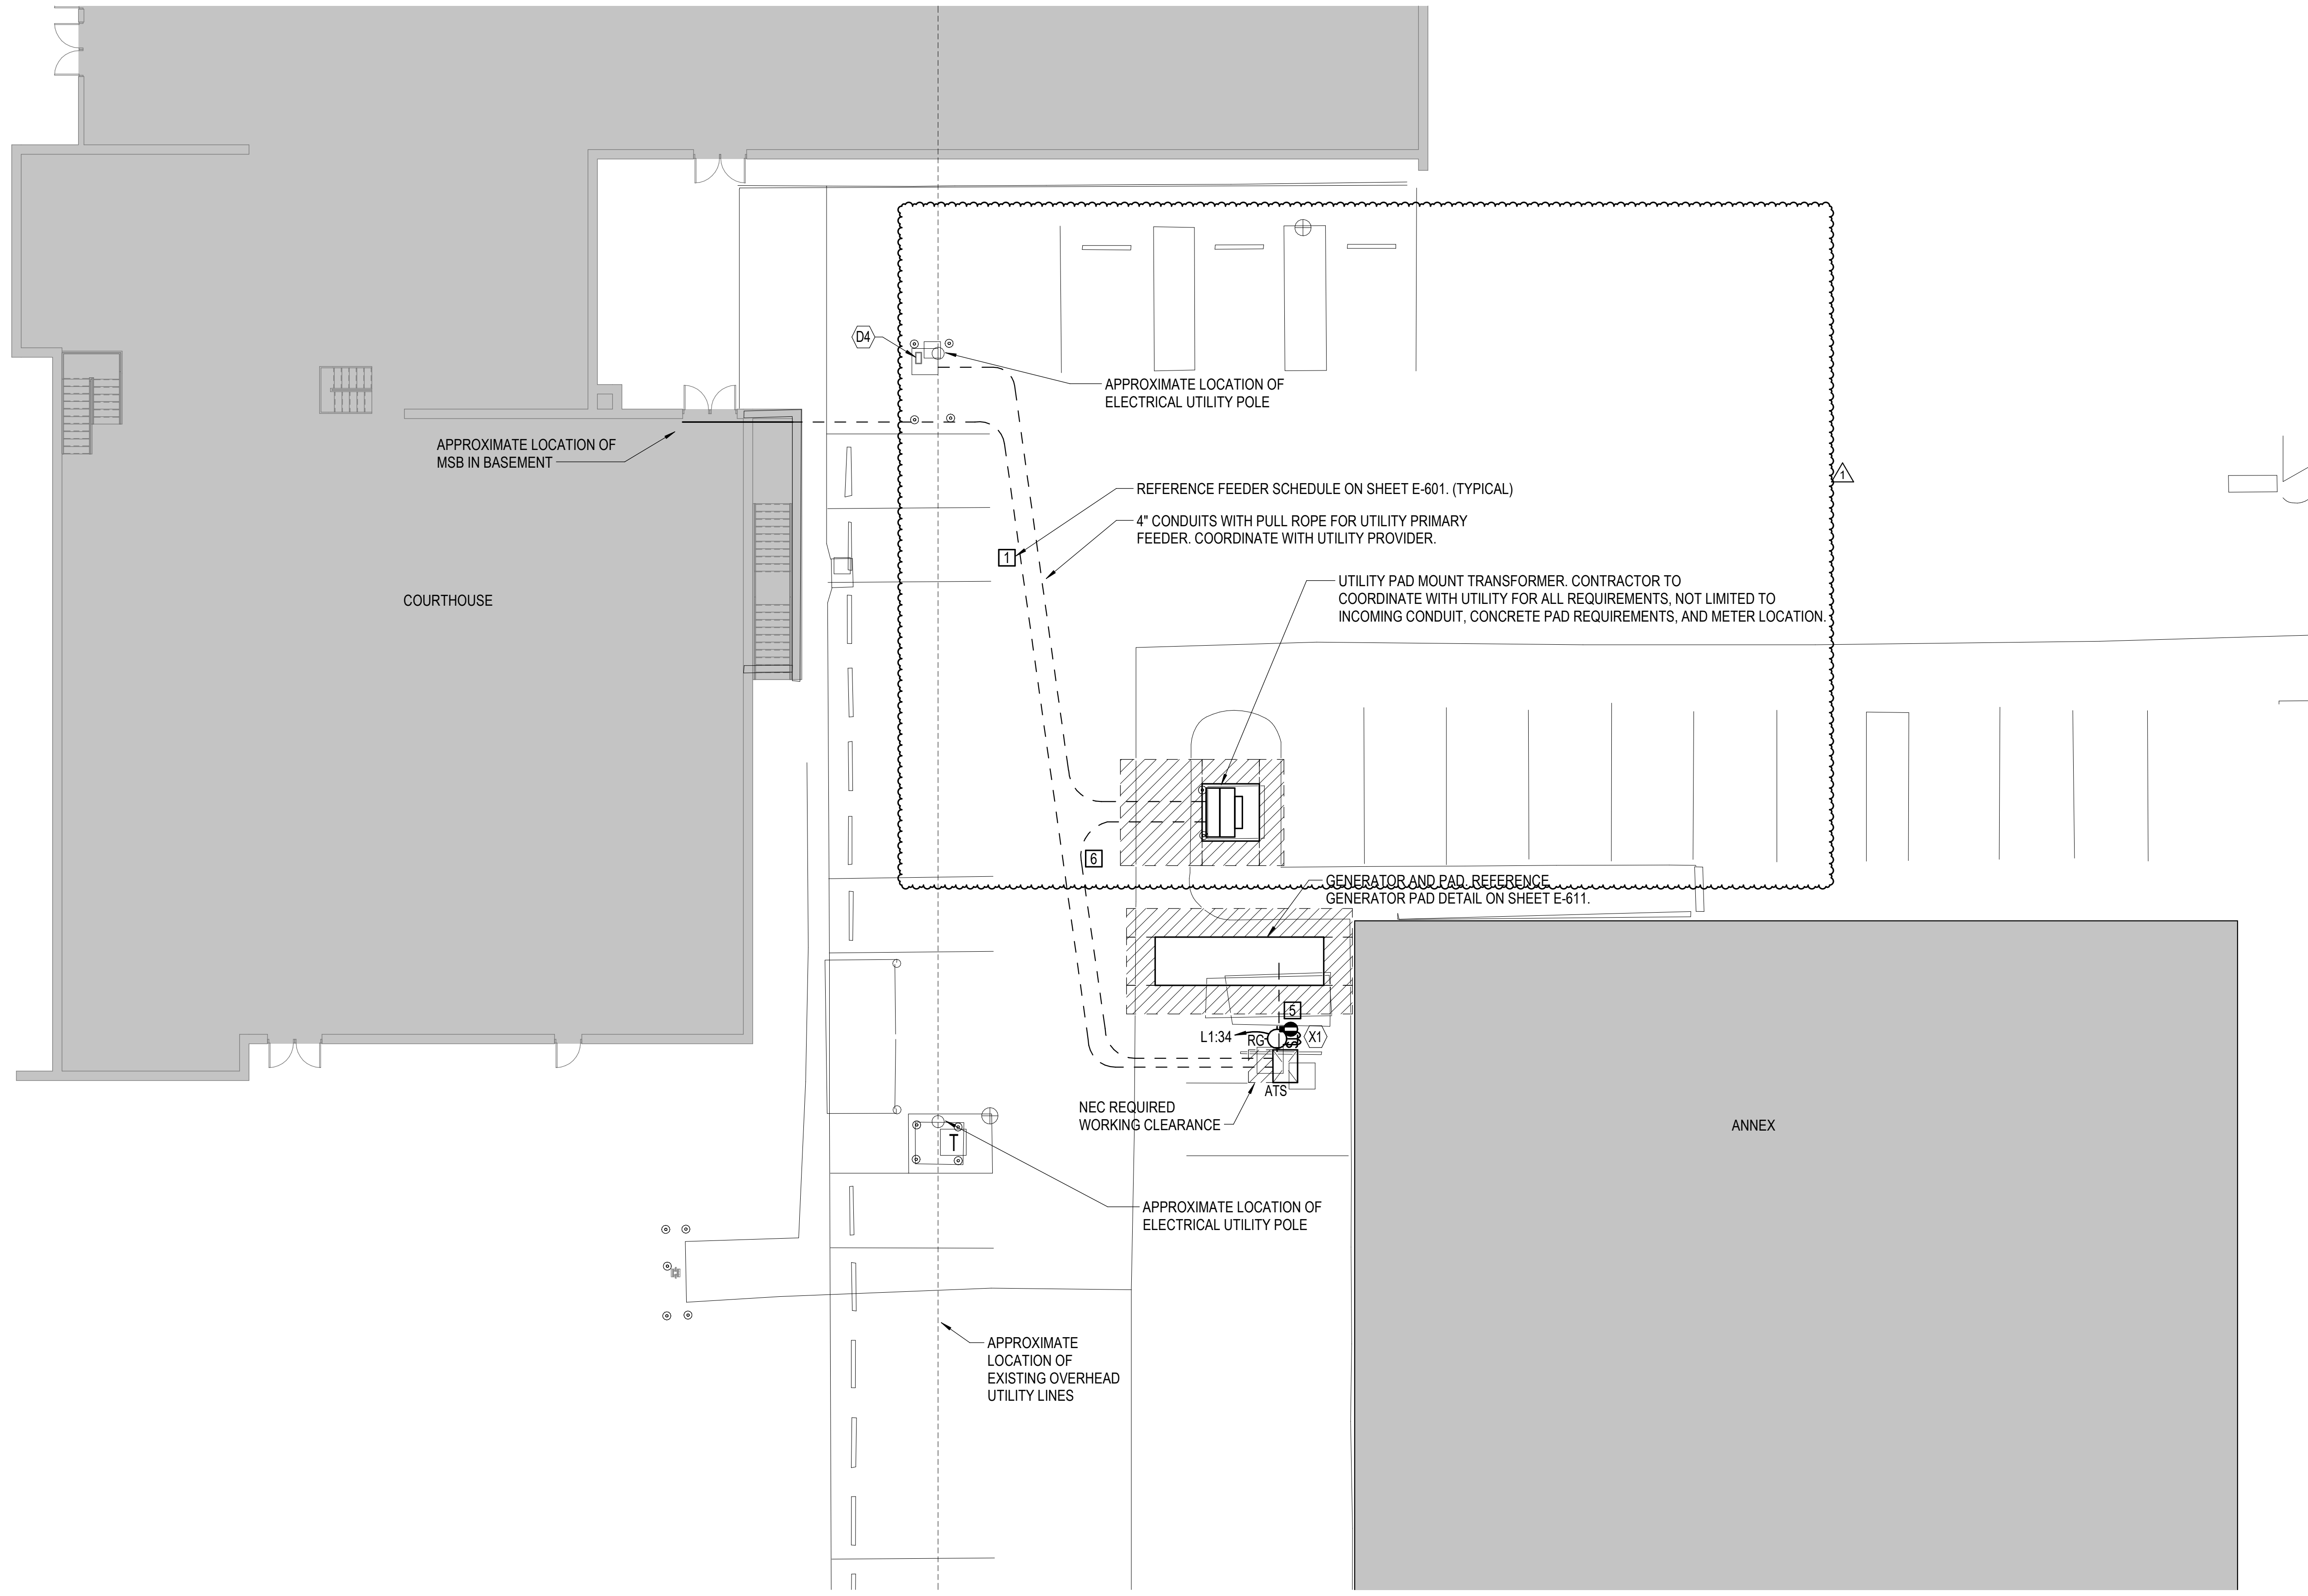 D4
APPROXIMATE LOCATION OF
ELECTRICAL UTILITY POLE
APPROXIMATE LOCATION OF
MSB IN BASEMENT
1
REFERENCE FEEDER SCHEDULE ON SHEET E-601. (TYPICAL)
4" CONDUITS WITH PULL ROPE FOR UTILITY PRIMARY
FEEDER. COORDINATE WITH UTILITY PROVIDER.
1
UTILITY PAD MOUNT TRANSFORMER. CONTRACTOR TO
COORDINATE WITH UTILITY FOR ALL REQUIREMENTS, NOT LIMITED TO
INCOMING CONDUIT, CONCRETE PAD REQUIREMENTS, AND METER LOCATION.
COURTHOUSE
6
GENERATOR AND PAD. REFERENCE
GENERATOR PAD DETAIL ON SHEET E-611.
5
L1:34
RG
X1
ATS
NEC REQUIRED
WORKING CLEARANCE
ANNEX
T
APPROXIMATE LOCATION OF
ELECTRICAL UTILITY POLE
APPROXIMATE
LOCATION OF
EXISTING OVERHEAD
UTILITY LINES